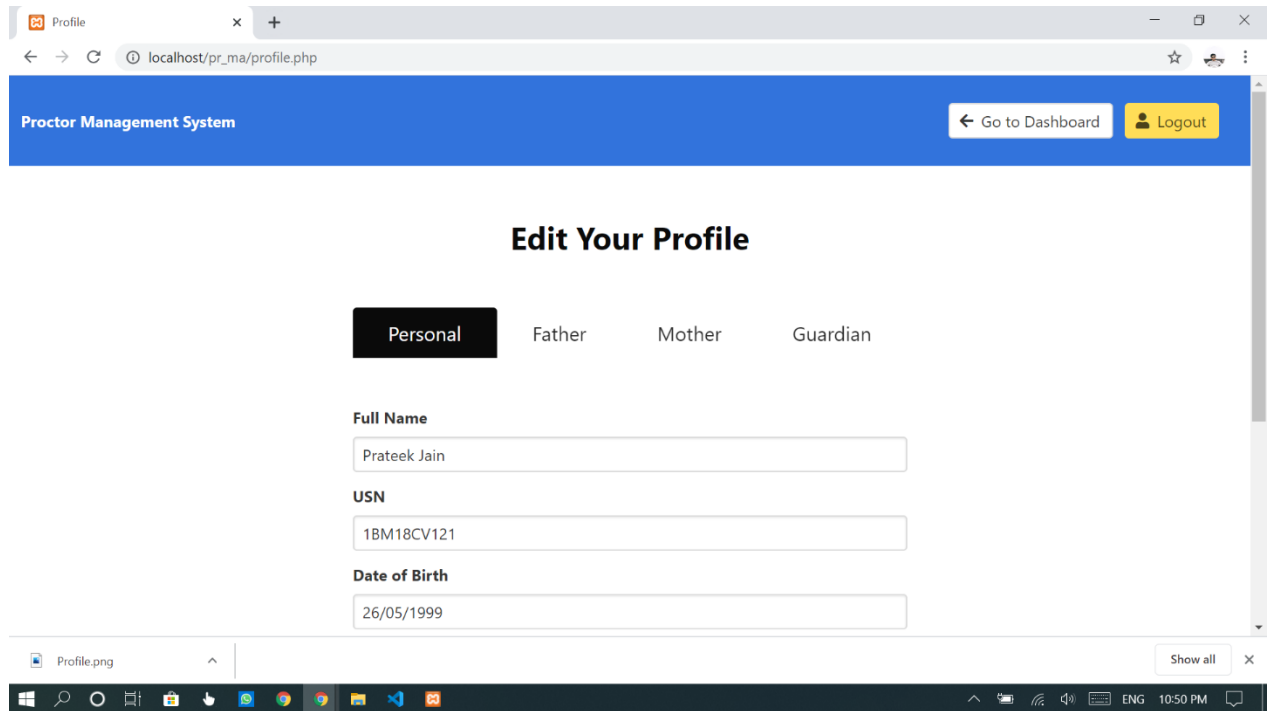 Profile
localhost/pr_ma/profile.php
Proctor Management System
Go to Dashboard
Logout
Edit Your Profile
Personal Father Mother Guardian
Full Name
Prateek Jain
USN
1BM18CV121
Date of Birth
26/05/1999
Profile.png
Show all
ENG 10:50 PM